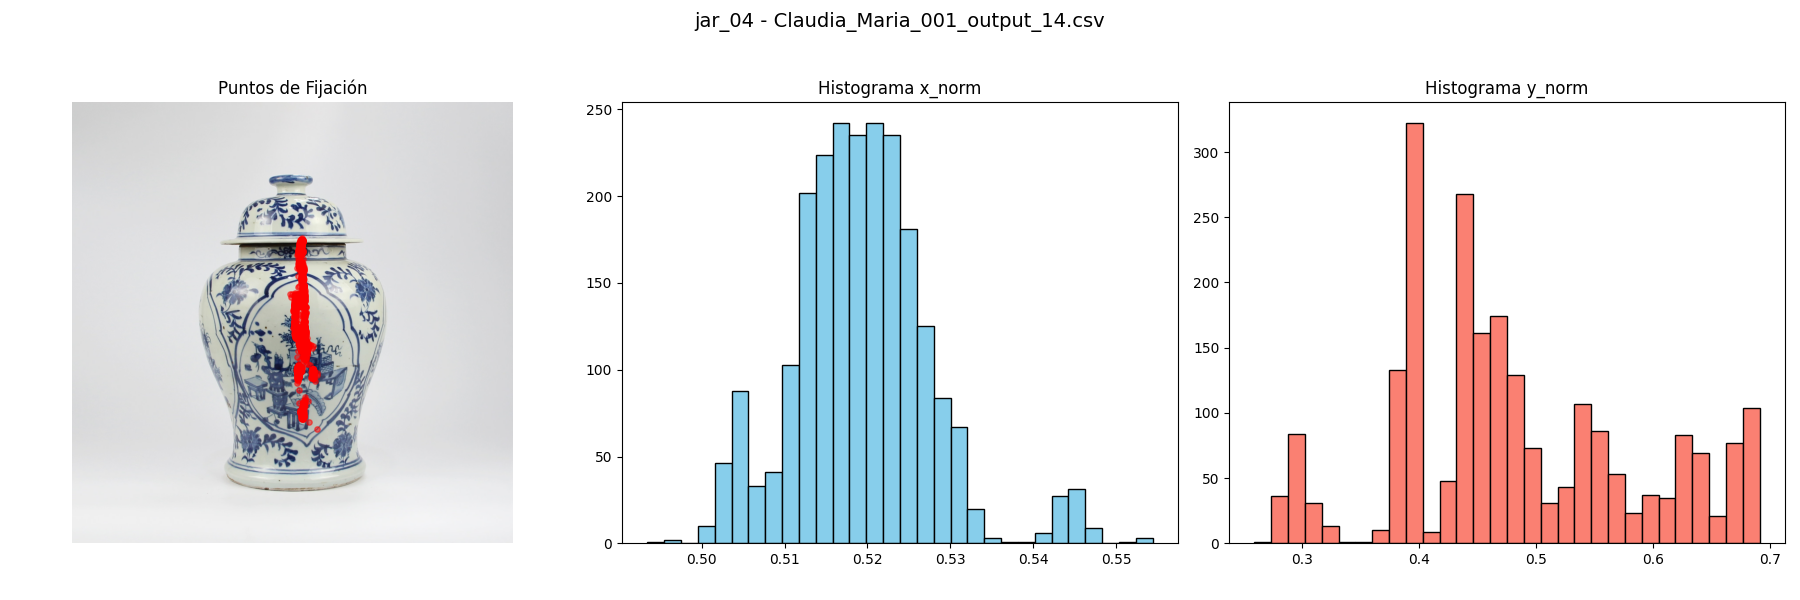 jar_04 - Claudia_Maria_001_output_14.csv
Puntos de Fijación
Histograma x_norm
250
200
150
100
50
0
0.50 0.51 0.52 0.53 0.54 0.55
Histograma y_norm
300
250
200
150
100
50
0
0.3 0.4 0.5 0.6 0.7